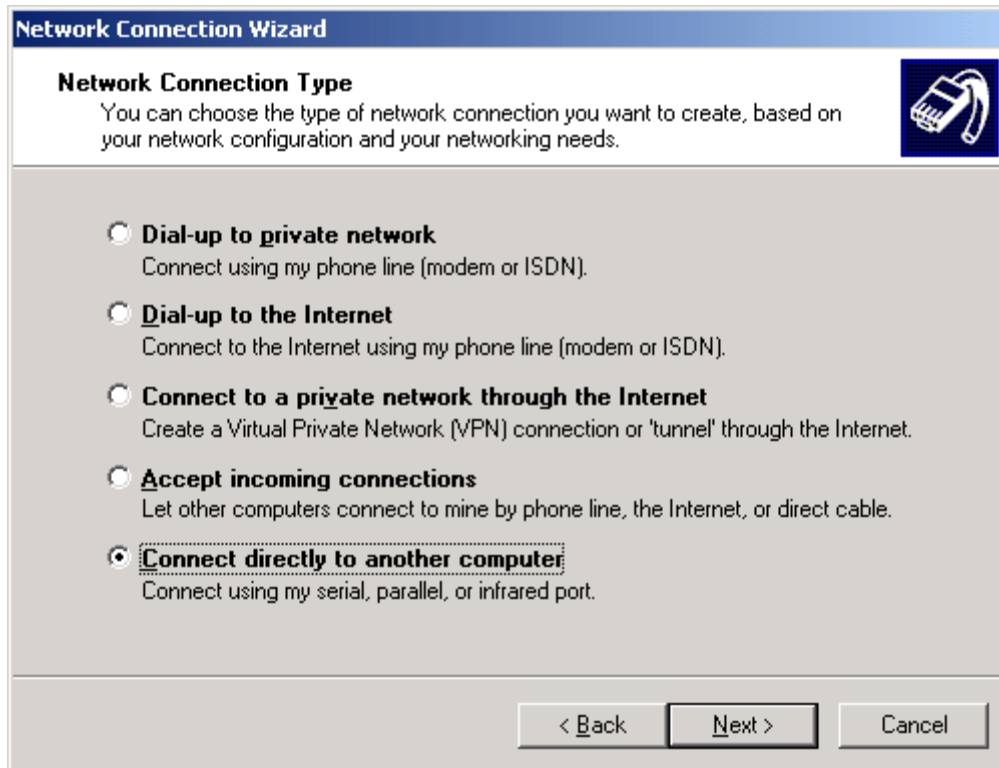 Network Connection Wizard
Network Connection Type
You can choose the type of network connection you want to create, based on
your network configuration and your networking needs.
Dial-up to private network
Connect using my phone line (modem or ISDN).
Dial-up to the Internet
Connect to the Internet using my phone line (modem or ISDN).
Connect to a private network through the Internet
Create a Virtual Private Network (VPN) connection or 'tunnel' through the Internet.
Accept incoming connections
Let other computers connect to mine by phone line, the Internet, or direct cable.
Connect directly to another computer
Connect using my serial, parallel, or infrared port.
< Back Next > Cancel